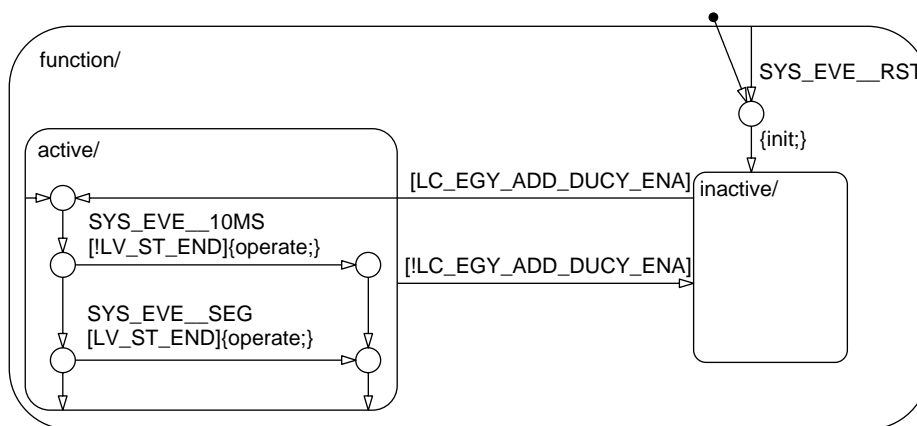 function/
SYS_EVE__RST
{init;}
active/
[LC_EGY_ADD_DUCY_ENA]
inactive/
SYS_EVE__10MS
[!LV_ST_END]{operate;}
[!LC_EGY_ADD_DUCY_ENA]
SYS_EVE__SEG
[LV_ST_END]{operate;}